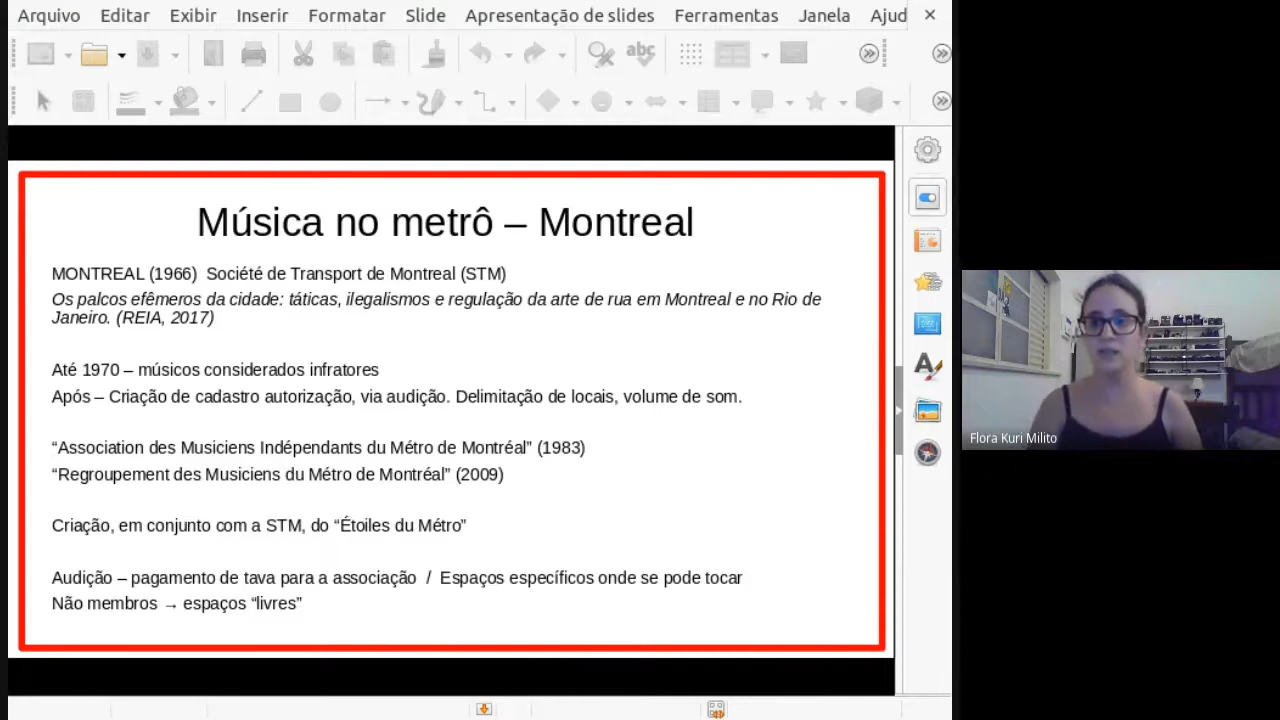 Arquivo Editar Exibir Inserir Formatar Slide Apresentação de slides Ferramentas Janela Ajud
abc
Música no metrô – Montreal
MONTREAL (1966) Société de Transport de Montreal (STM)
Os palcos efêmeros da cidade: táticas, ilegalismos e regulação da arte de rua em Montreal e no Rio de
Janeiro. (REIA, 2017)
Até 1970 – músicos considerados infratores
Após – Criação de cadastro autorização, via audição. Delimitação de locais, volume de som.
“Association des Musiciens Indépendants du Métro de Montréal” (1983)
“Regroupement des Musiciens du Métro de Montréal” (2009)
Criação, em conjunto com a STM, do “Étoiles du Métro”
Audição – pagamento de tava para a associação / Espaços específicos onde se pode tocar
Não membros → espaços “livres”
Flora Kuri Milito